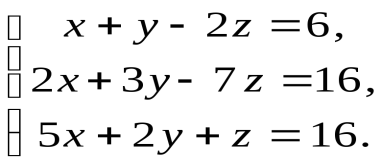 x + y − 2z = 6,
2x + 3y − 7z = 16,
5x + 2y + z = 16.